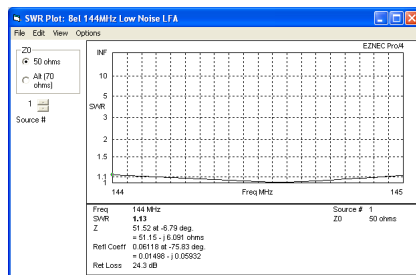 SWR Plot: Bel 144MHz Low Noise LFA
File Edit View Options
Z0
50 ohms
Alt (70 ohms)
1
Source #
EZNEC Pro/4
INF
10
5
SWR
3
2
1.5
1.1
1
144 Freq MHz 145
Freq 144 MHz Source # 1
SWR 1.13 Z0 50 ohms
Z 51.52 at -6.79 deg.
= 51.15 - j 6.091 ohms
Refl Coeff 0.06118 at -75.83 deg.
= 0.01498 - j 0.05932
Ret Loss 24.3 dB